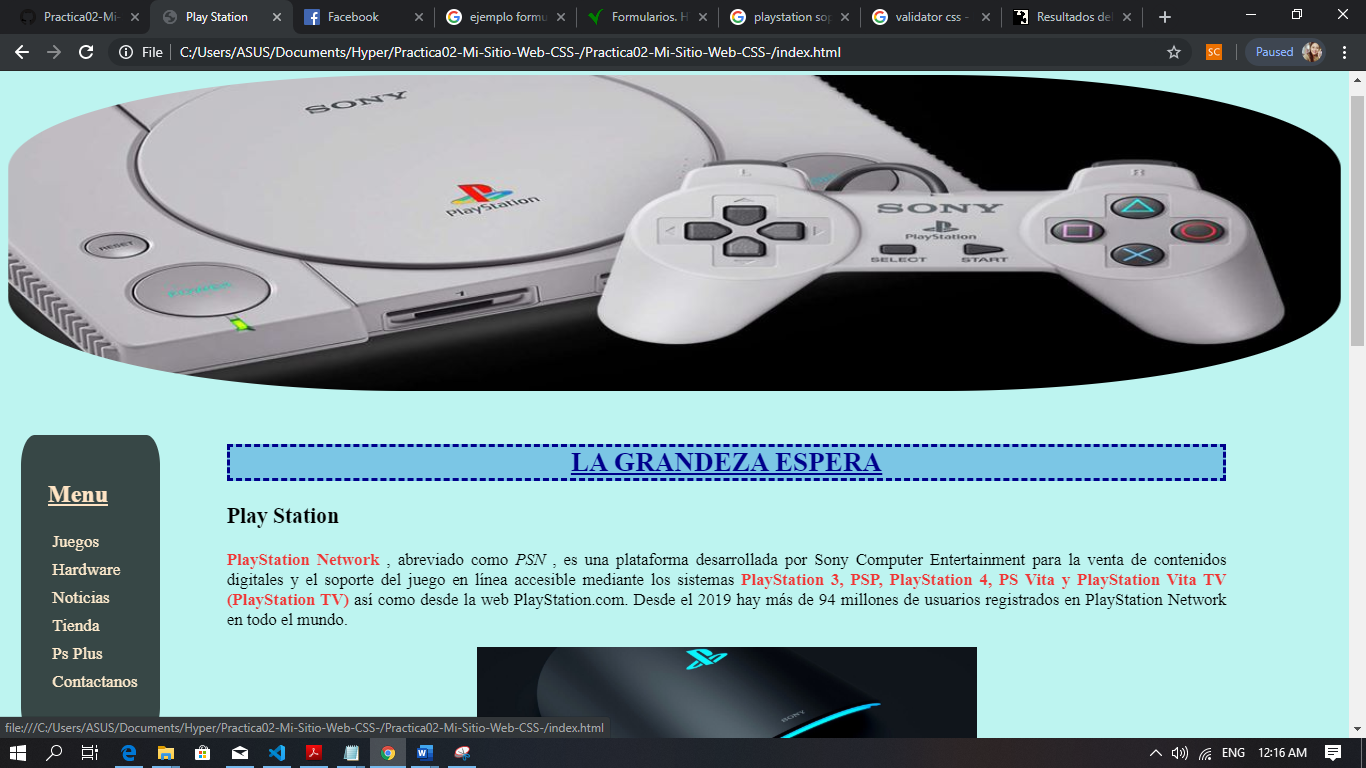 Practica02-Mi-
Play Station
Facebook
ejemplo formu
Formularios. H
playstation sop
validator css -
Resultados del
File
C:/Users/ASUS/Documents/Hyper/Practica02-Mi-Sitio-Web-CSS-/Practica02-Mi-Sitio-Web-CSS-/index.html
SC
Paused
SONY
PlayStation
RESET
L
R
SONY
PlayStation
SELECT
START
Menu
Juegos
Hardware
Noticias
Tienda
Ps Plus
Contactanos
LA GRANDEZA ESPERA
Play Station
PlayStation Network , abreviado como PSN , es una plataforma desarrollada por Sony Computer Entertainment para la venta de contenidos
digitales y el soporte del juego en línea accesible mediante los sistemas PlayStation 3, PSP, PlayStation 4, PS Vita y PlayStation Vita TV
(PlayStation TV) así como desde la web PlayStation.com. Desde el 2019 hay más de 94 millones de usuarios registrados en PlayStation Network
en todo el mundo.
SONY
file:///C:/Users/ASUS/Documents/Hyper/Practica02-Mi-Sitio-Web-CSS-/Practica02-Mi-Sitio-Web-CSS-/index.html
ENG
12:16 AM